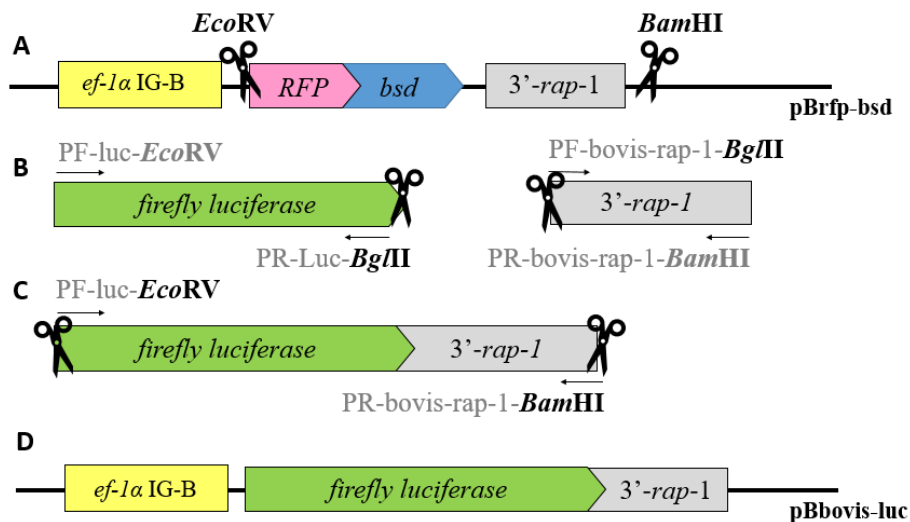 A
EcoRV
BamHI
ef-1α IG-B
RFP
bsd
3’-rap-1
pBrfp-bsd
B
PF-luc-EcoRV
PF-bovis-rap-1-BglII
firefly luciferase
3’-rap-1
PR-Luc-BglII
PR-bovis-rap-1-BamHI
C
PF-luc-EcoRV
firefly luciferase
3’-rap-1
PR-bovis-rap-1-BamHI
D
ef-1α IG-B
firefly luciferase
3’-rap-1
pBbovis-luc